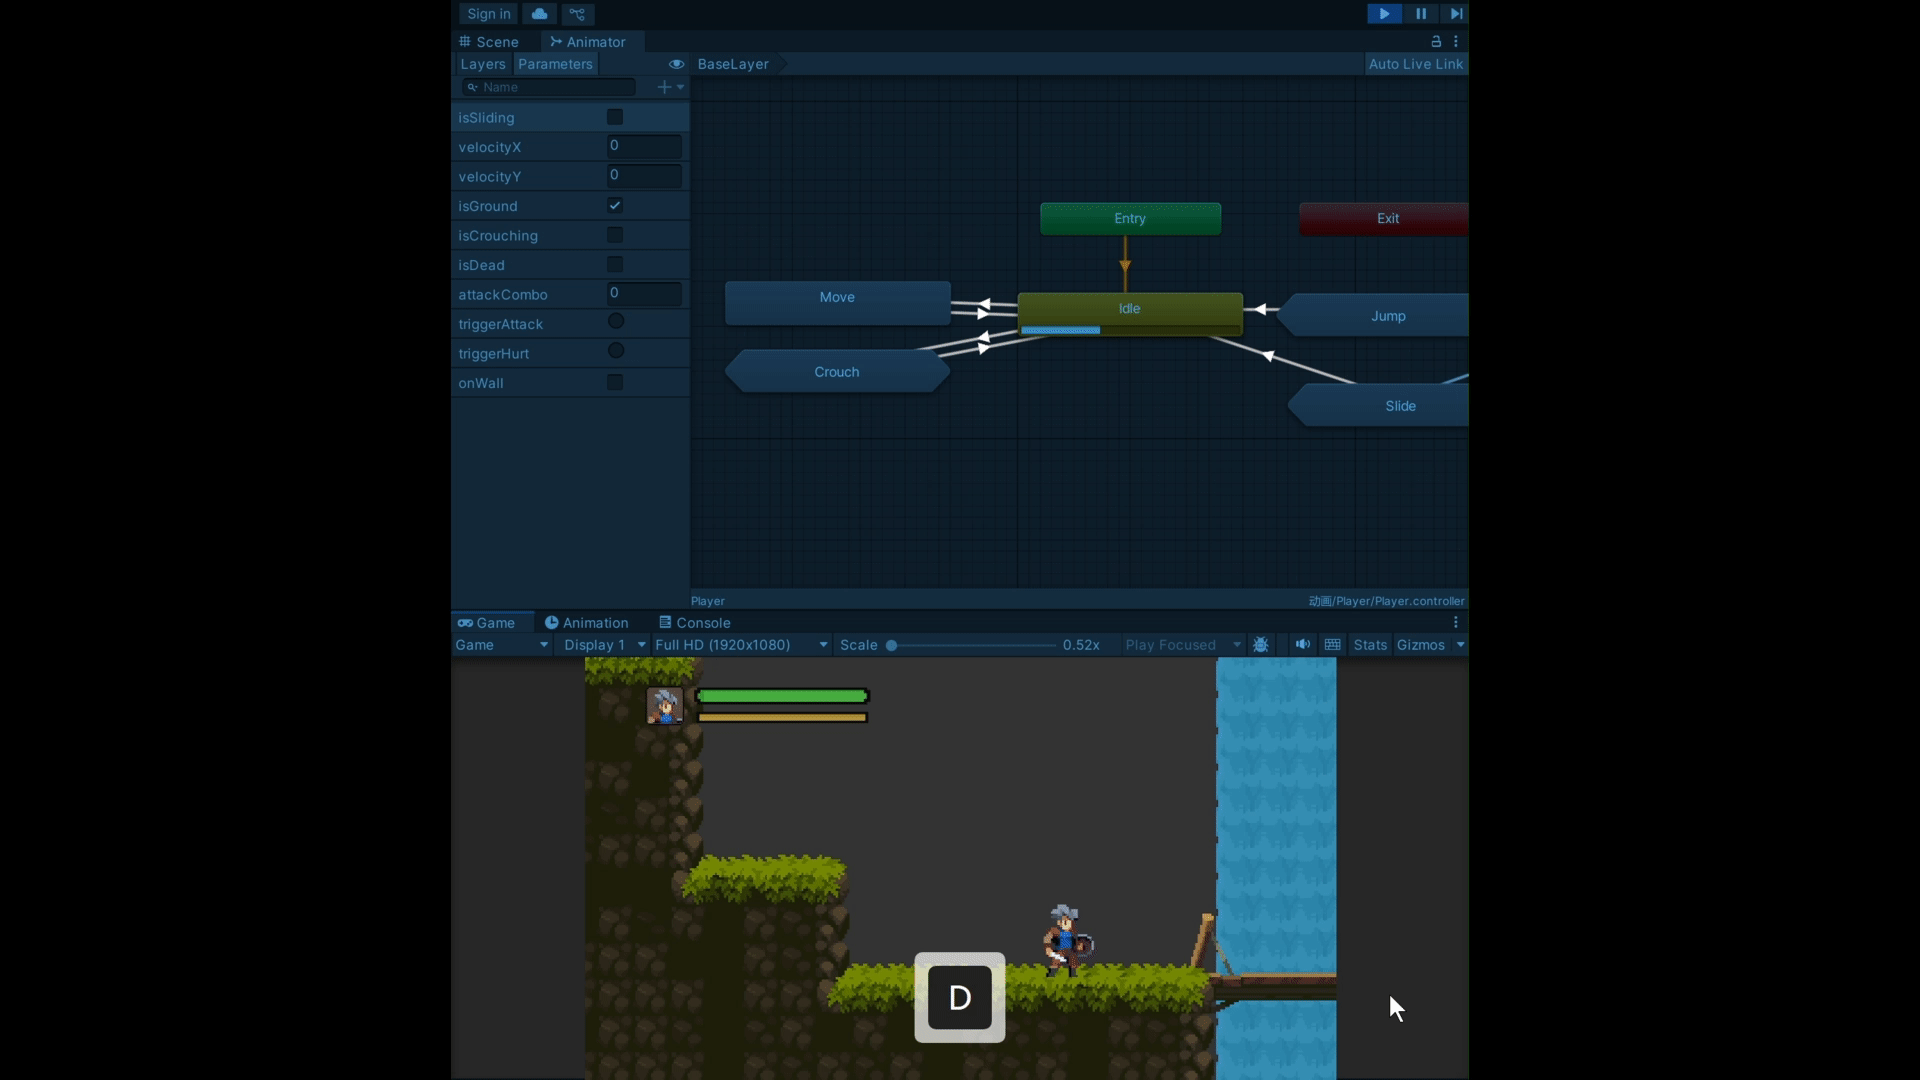 Sign in
Scene
Animator
Layers
Parameters
BaseLayer
Auto Live Link
Name
isSliding
velocityX
0
velocityY
0
isGround
isCrouching
isDead
attackCombo
0
triggerAttack
triggerHurt
onWall
Entry
Exit
Move
Idle
Jump
Crouch
Slide
Player
动画/Player/Player.controller
Game
Animation
Console
Game
Display 1
Full HD (1920x1080)
Scale
0.52x
Play Focused
Stats
Gizmos
D